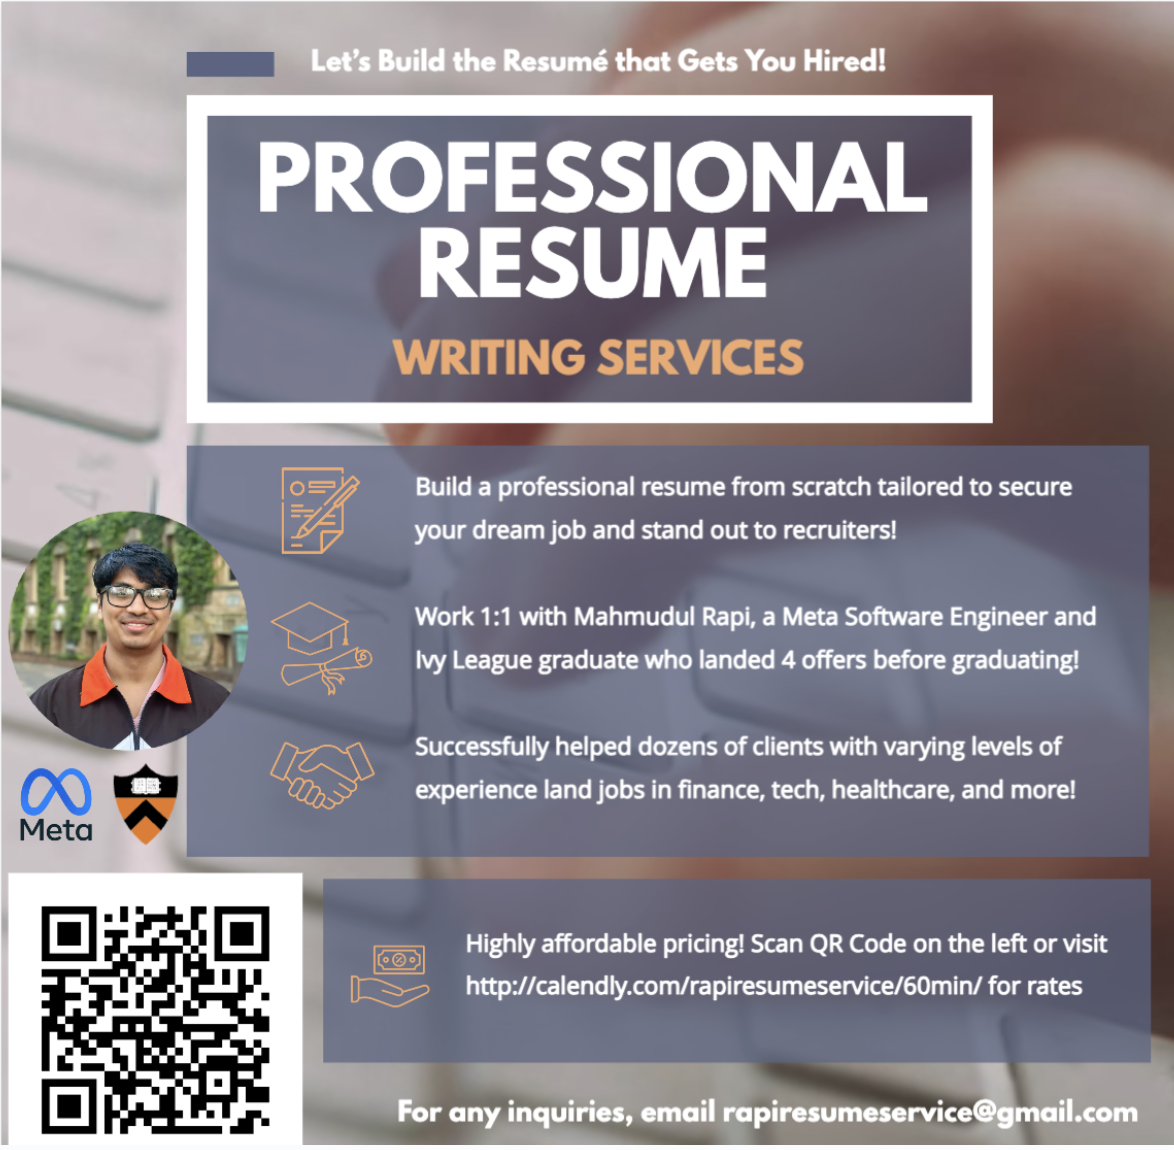 Let's Build the Resumé that Gets You Hired!
PROFESSIONAL
RESUME
WRITING SERVICES
Build a professional resume from scratch tailored to secure
your dream job and stand out to recruiters!
Work 1:1 with Mahmudul Rapi, a Meta Software Engineer and
Ivy League graduate who landed 4 offers before graduating!
Successfully helped dozens of clients with varying levels of
experience land jobs in finance, tech, healthcare, and more!
Meta
Highly affordable pricing! Scan QR Code on the left or visit
http://calendly.com/rapiresumeservice/60min/ for rates
For any inquiries, email rapiresumeservice@gmail.com